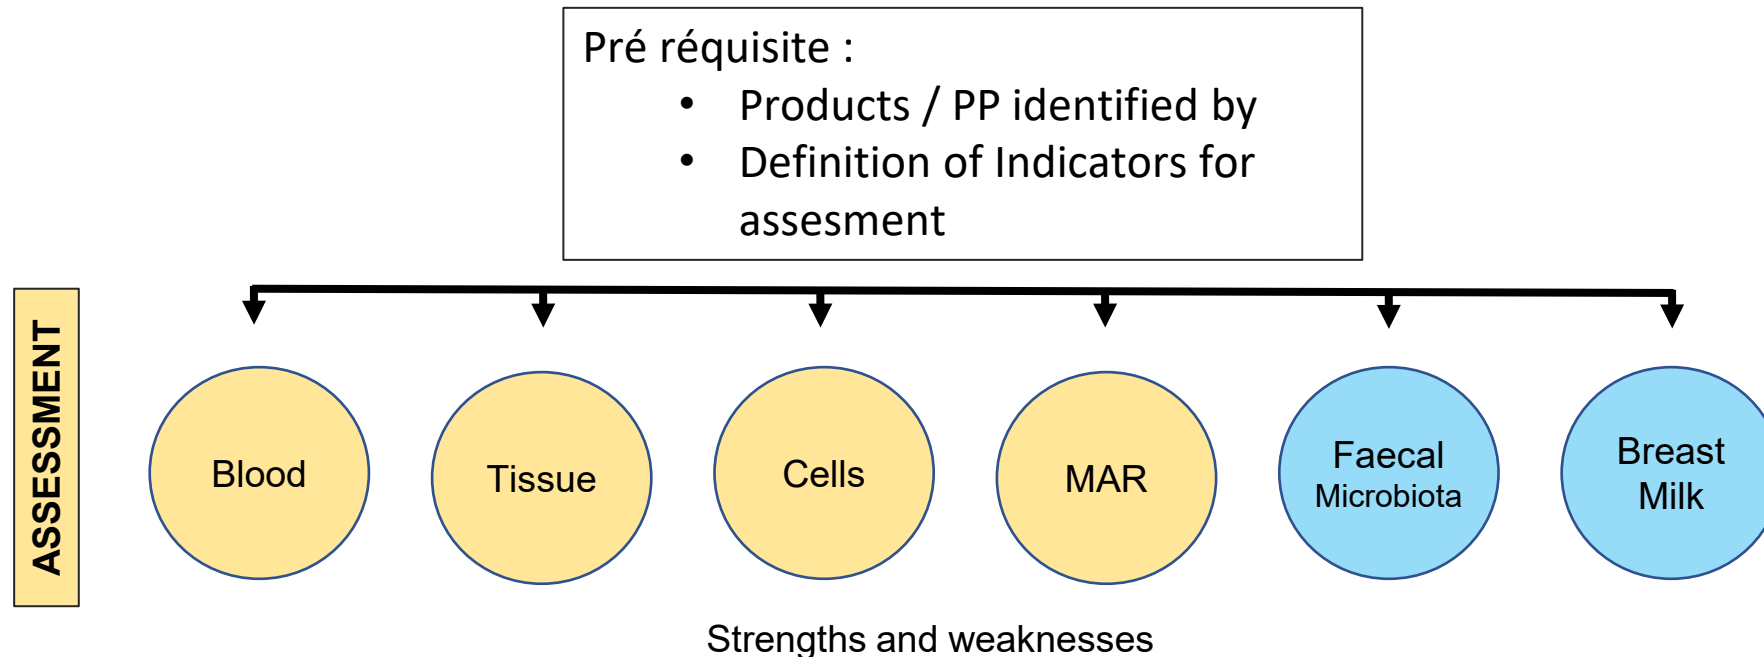 Pré réquisite :
• Products / PP identified by
• Definition of Indicators for
assesment
ASSESSMENT
Blood
Tissue
Cells
MAR
Faecal
Microbiota
Breast
Milk
Strengths and weaknesses